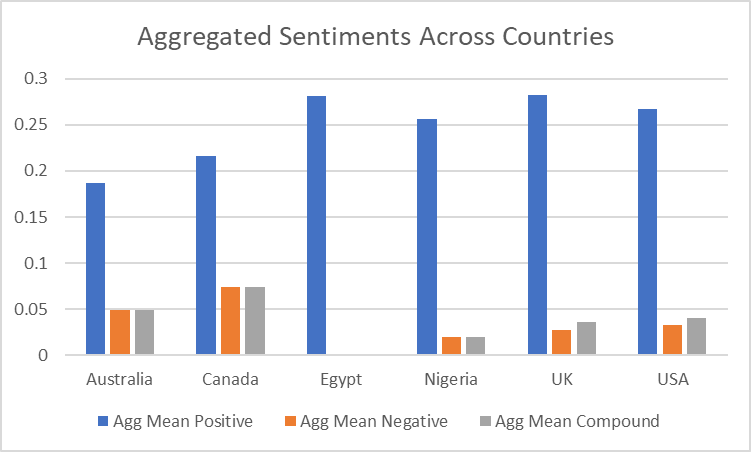 Aggregated Sentiments Across Countries
0.3
0.25
0.2
0.15
0.1
0.05
0
Australia Canada Egypt Nigeria UK USA
Agg Mean Positive Agg Mean Negative Agg Mean Compound